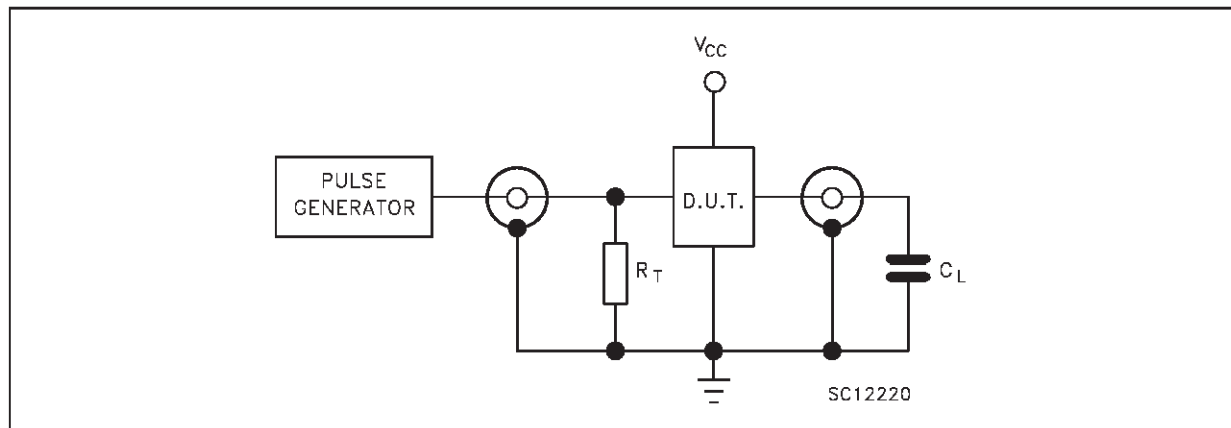 VCC
PULSE
GENERATOR
D.U.T.
RT
CL
SC12220